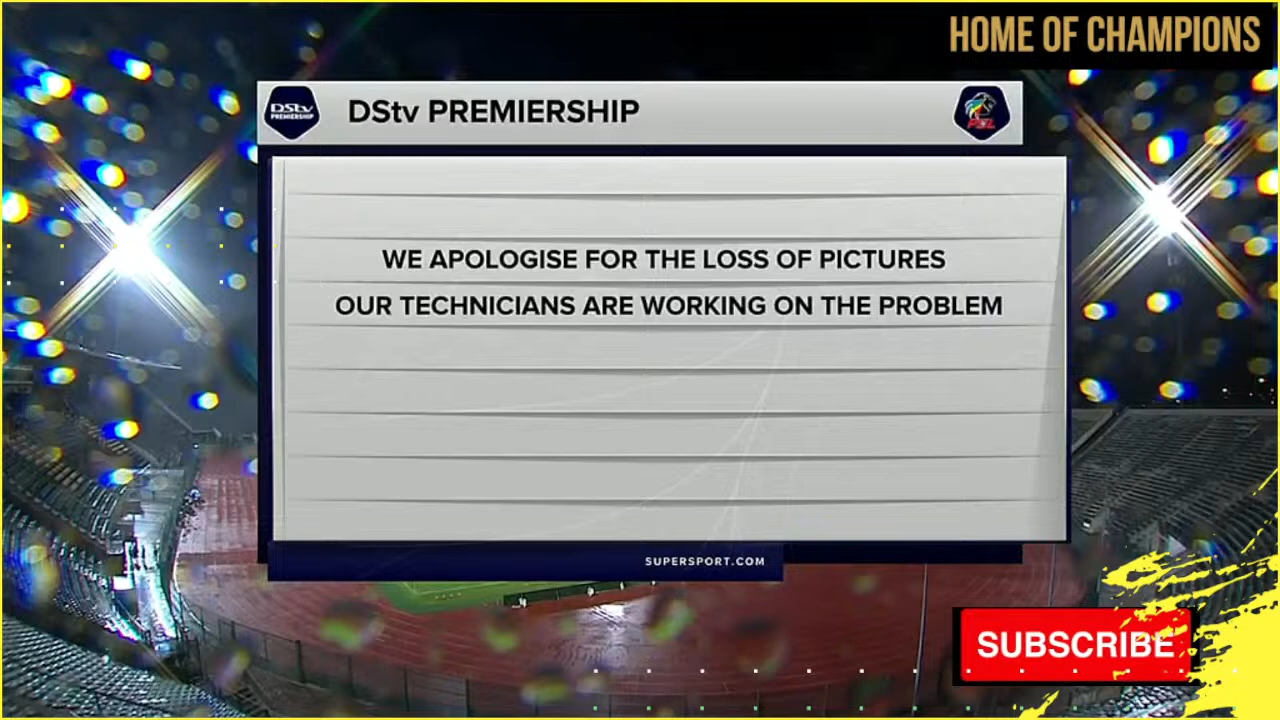 HOME OF CHAMPIONS
DStv
PREMIERSHIP
DStv PREMIERSHIP
PSL
WE APOLOGISE FOR THE LOSS OF PICTURES
OUR TECHNICIANS ARE WORKING ON THE PROBLEM
SUPERSPORT.COM
SUBSCRIBE